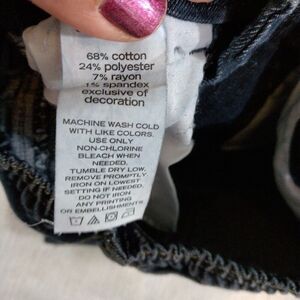 68% cotton
24% polyester
7% rayon
1% spandex
exclusive of
decoration
MACHINE WASH COLD
WITH LIKE COLORS.
USE ONLY
NON-CHLORINE
BLEACH WHEN
NEEDED.
TUMBLE DRY LOW.
REMOVE PROMPTLY.
IRON ON LOWEST
SETTING IF NEEDED.
DO NOT IRON
ANY PRINTING
OR EMBELLISHMENTS